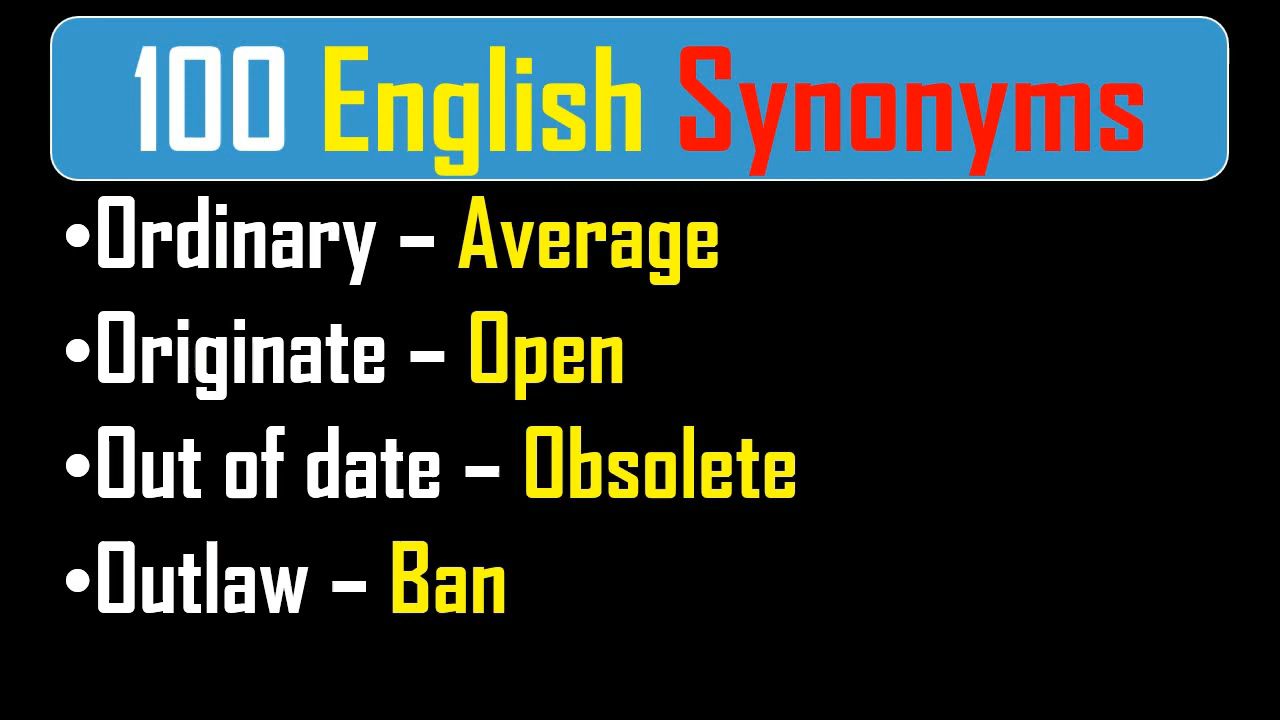 100 English Synonyms
•Ordinary – Average
•Originate – Open
•Out of date – Obsolete
•Outlaw – Ban